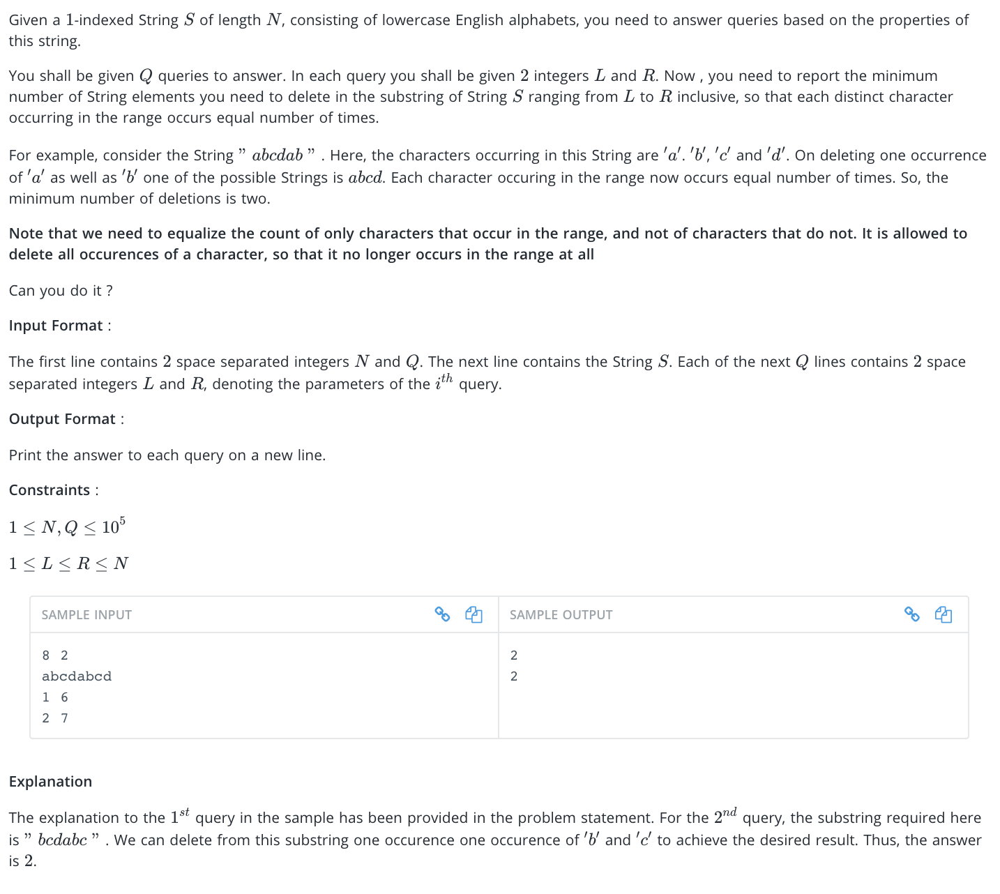 Given a 1-indexed String S of length N, consisting of lowercase English alphabets, you need to answer queries based on the properties of
this string.
You shall be given Q queries to answer. In each query you shall be given 2 integers L and R. Now , you need to report the minimum
number of String elements you need to delete in the substring of String S ranging from L to R inclusive, so that each distinct character
occurring in the range occurs equal number of times.
For example, consider the String ” abcdab ” . Here, the characters occurring in this String are ′a′. ′b′, ′c′ and ′d′. On deleting one occurrence
of ′a′ as well as ′b′ one of the possible Strings is abcd. Each character occuring in the range now occurs equal number of times. So, the
minimum number of deletions is two.
Note that we need to equalize the count of only characters that occur in the range, and not of characters that do not. It is allowed to
delete all occurences of a character, so that it no longer occurs in the range at all
Can you do it ?
Input Format :
The first line contains 2 space separated integers N and Q. The next line contains the String S. Each of the next Q lines contains 2 space
separated integers L and R, denoting the parameters of the i^th query.
Output Format :
Print the answer to each query on a new line.
Constraints :
1 ≤ N, Q ≤ 10^5
1 ≤ L ≤ R ≤ N
SAMPLE INPUT
8 2
abcdabcd
1 6
2 7
SAMPLE OUTPUT
2
2
Explanation
The explanation to the 1^st query in the sample has been provided in the problem statement. For the 2^nd query, the substring required here
is ” bcdabc ” . We can delete from this substring one occurence one occurence of ′b′ and ′c′ to achieve the desired result. Thus, the answer
is 2.